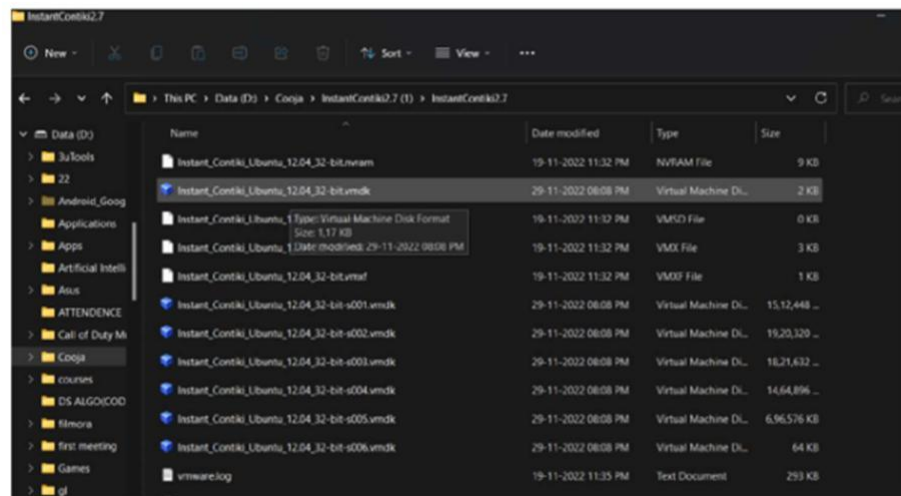 InstantContiki2.7
New Sort View ...
This PC > Data (D:) > Cooja > InstantContiki2.7 (1) > InstantContiki2.7
Data (D:)
3uTools
22
Android_Goog
Applications
Apps
Artificial Intelli
Asus
ATTENDENCE
Call of Duty M
Cooja
courses
DS ALGO(COD
filmora
first meeting
Games
gl
Name Date modified Type Size
Instant_Contiki_Ubuntu_12.04_32-bit.nvram 19-11-2022 11:32 PM NVRAM File 9 KB
Instant_Contiki_Ubuntu_12.04_32-bit.vmdk 29-11-2022 08:08 PM Virtual Machine Di... 2 KB
Instant_Contiki_Ubuntu_1 19-11-2022 11:32 PM VMSD File 0 KB
Instant_Contiki_Ubuntu_1 19-11-2022 11:32 PM VMX File 3 KB
Type: Virtual Machine Disk Format
Size: 1.17 KB
Date modified: 29-11-2022 08:08 PM
Instant_Contiki_Ubuntu_12.04_32-bit.vmxf 19-11-2022 11:32 PM VMXF File 1 KB
Instant_Contiki_Ubuntu_12.04_32-bit-s001.vmdk 29-11-2022 08:08 PM Virtual Machine Di... 15,12,448 ...
Instant_Contiki_Ubuntu_12.04_32-bit-s002.vmdk 29-11-2022 08:08 PM Virtual Machine Di... 19,20,320 ...
Instant_Contiki_Ubuntu_12.04_32-bit-s003.vmdk 29-11-2022 08:08 PM Virtual Machine Di... 18,21,632 ...
Instant_Contiki_Ubuntu_12.04_32-bit-s004.vmdk 29-11-2022 08:08 PM Virtual Machine Di... 14,64,896 ...
Instant_Contiki_Ubuntu_12.04_32-bit-s005.vmdk 29-11-2022 08:08 PM Virtual Machine Di... 6,96,576 KB
Instant_Contiki_Ubuntu_12.04_32-bit-s006.vmdk 29-11-2022 08:08 PM Virtual Machine Di... 64 KB
vmware.log 19-11-2022 11:35 PM Text Document 293 KB